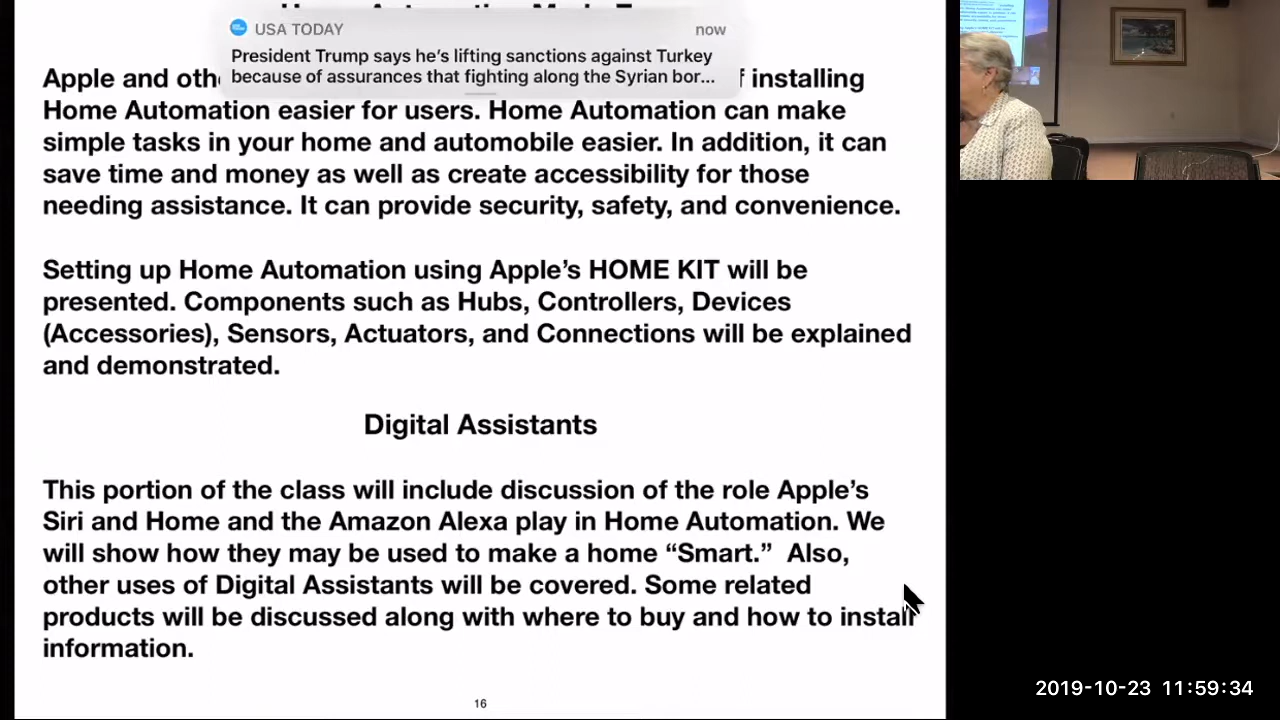 USA TODAY now
President Trump says he's lifting sanctions against Turkey
because of assurances that fighting along the Syrian bor...
Apple and installing
Home Automation easier for users. Home Automation can make
simple tasks in your home and automobile easier. In addition, it can
save time and money as well as create accessibility for those
needing assistance. It can provide security, safety, and convenience.
Setting up Home Automation using Apple’s HOME KIT will be
presented. Components such as Hubs, Controllers, Devices
(Accessories), Sensors, Actuators, and Connections will be explained
and demonstrated.
Digital Assistants
This portion of the class will include discussion of the role Apple’s
Siri and Home and the Amazon Alexa play in Home Automation. We
will show how they may be used to make a home “Smart.” Also,
other uses of Digital Assistants will be covered. Some related
products will be discussed along with where to buy and how to install
information.
16
2019-10-23 11:59:34